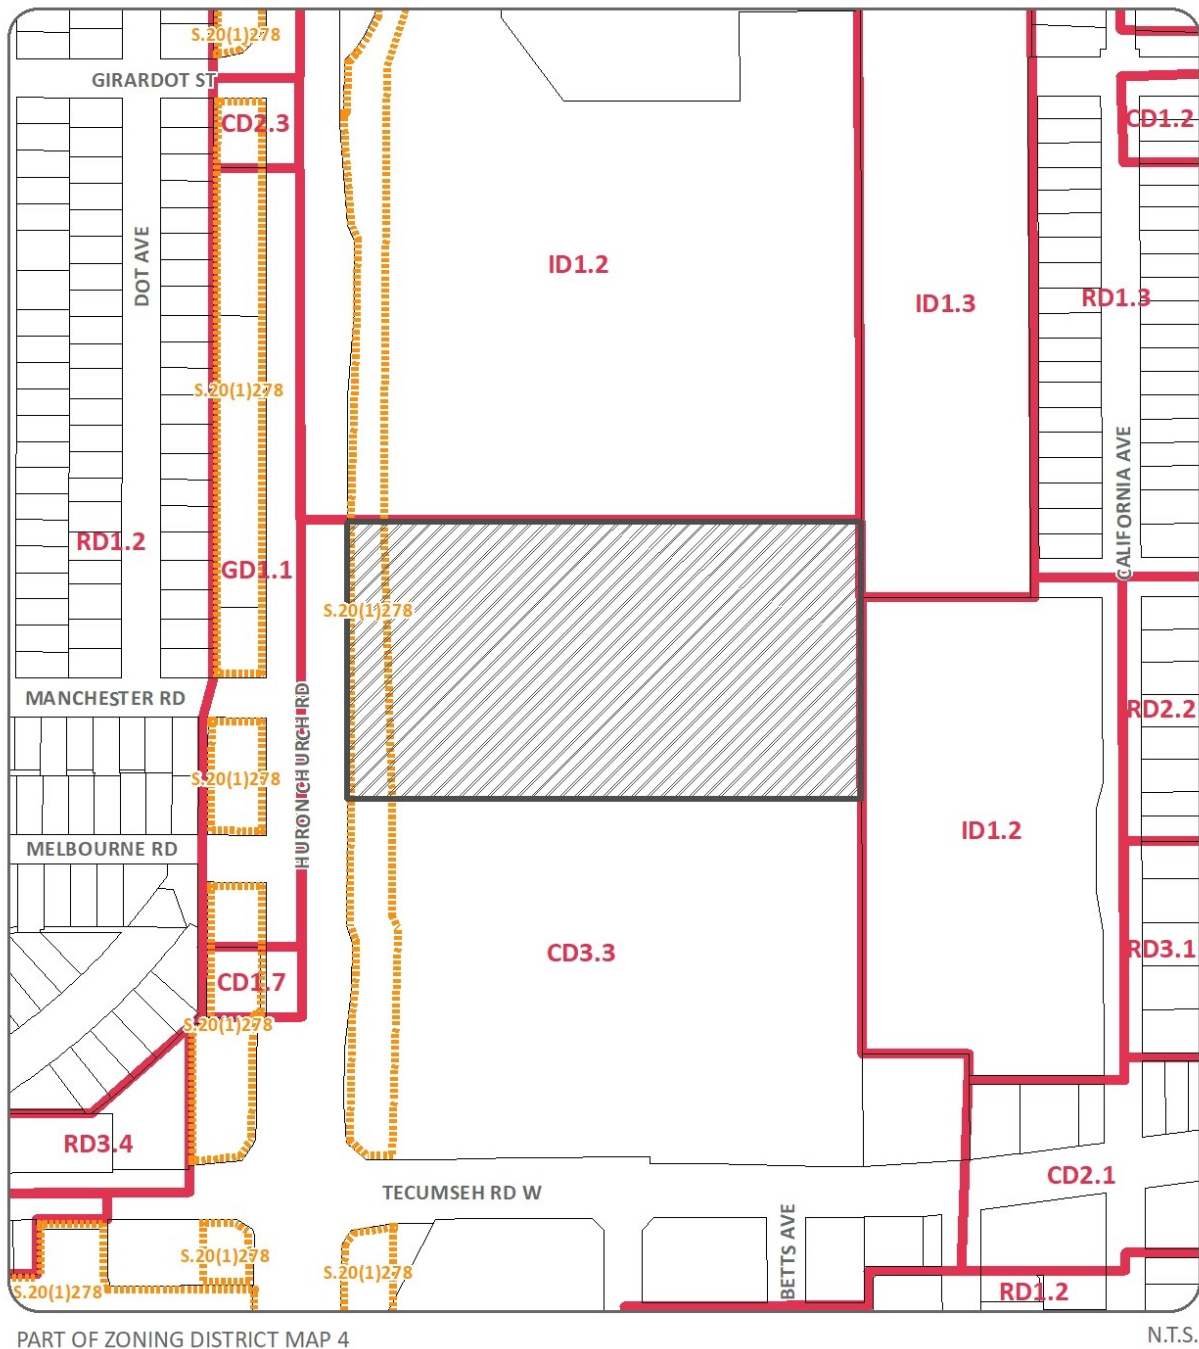 S.20(1)278
GIRARDOT ST
CD2.3
CD1.2
DOT AVE
ID1.2
ID1.3
RD1.3
S.20(1)278
CALIFORNIA AVE
RD1.2
GD1.1
S.20(1)278
MANCHESTER RD
HURON CHURCH RD
RD2.2
S.20(1)278
ID1.2
MELBOURNE RD
CD3.3
RD3.1
CD1.7
S.20(1)278
RD3.4
CD2.1
TECUMSEH RD W
BETTS AVE
S.20(1)278
S.20(1)278
S.20(1)278
RD1.2
PART OF ZONING DISTRICT MAP 4
N.T.S.